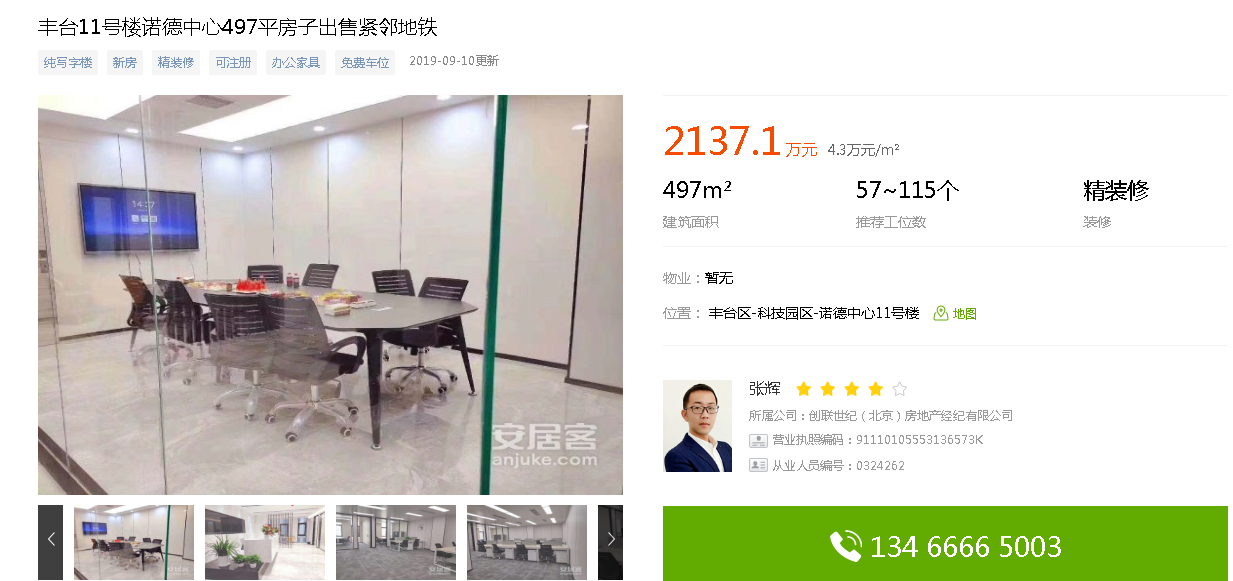 丰台11号楼诺德中心497平房子出售紧邻地铁
纯写字楼 新房 精装修 可注册 办公家具 免费车位 2019-09-10更新
14:37
安居客
anjuke.com
2137.1万元 4.3万元/m²
497m² 57~115个 精装修
建筑面积 推荐工位数 装修
物业：暂无
位置：丰台区-科技园区-诺德中心11号楼 地图
张辉
所属公司：创联世纪（北京）房地产经纪有限公司
营业执照编码：91110105553136573K
从业人员编号：0324262
134 6666 5003